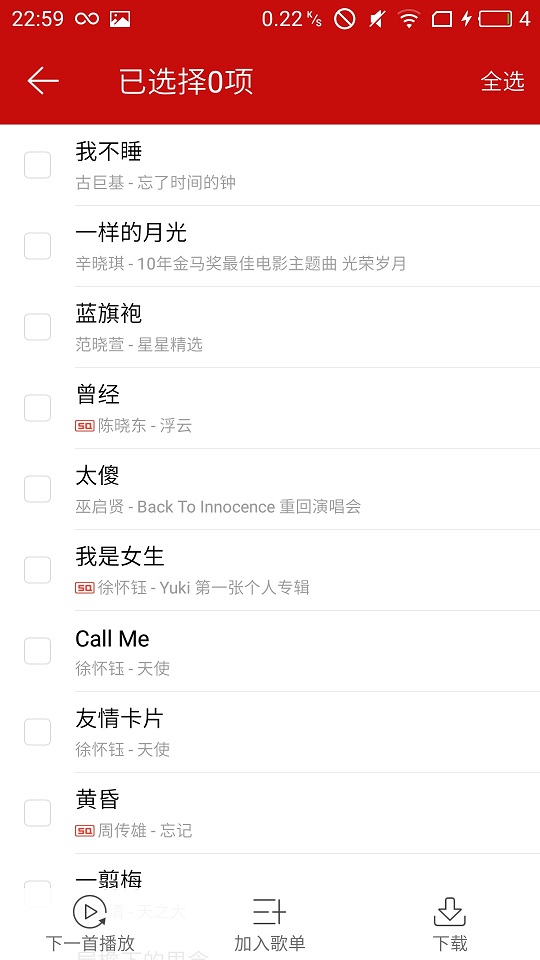 22:59 0.22 K/s 4
已选择0项 全选
我不睡
古巨基 - 忘了时间的钟
一样的月光
辛晓琪 - 10年金马奖最佳电影主题曲 光荣岁月
蓝旗袍
范晓萱 - 星星精选
曾经
SQ 陈晓东 - 浮云
太傻
巫启贤 - Back To Innocence 重回演唱会
我是女生
SQ 徐怀钰 - Yuki 第一张个人专辑
Call Me
徐怀钰 - 天使
友情卡片
徐怀钰 - 天使
黄昏
SQ 周传雄 - 忘记
一翦梅
- 天之大
下一首播放 加入歌单 下载